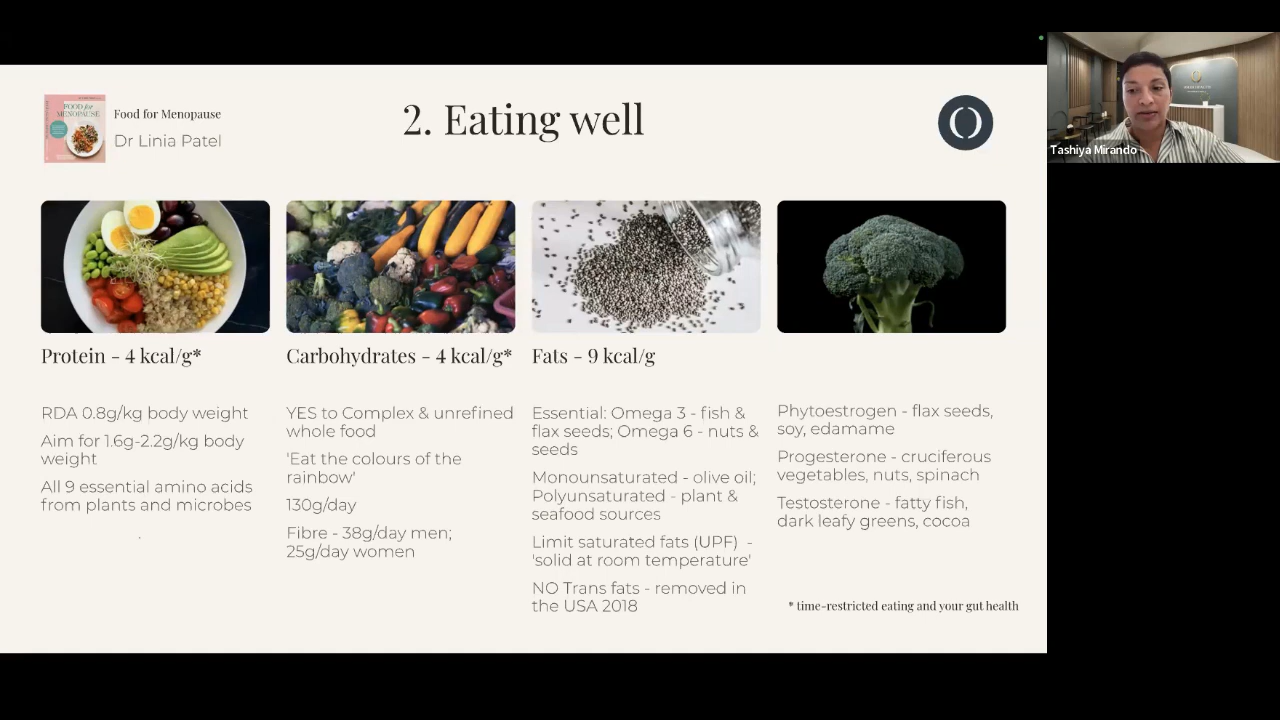 FOOD for
MENOPAUSE
Food for Menopause
Dr Linia Patel
2. Eating well
Tashiya Mirando
Protein - 4 kcal/g*
RDA 0.8g/kg body weight
Aim for 1.6g-2.2g/kg body
weight
All 9 essential amino acids
from plants and microbes
.
Carbohydrates - 4 kcal/g*
YES to Complex & unrefined
whole food
'Eat the colours of the
rainbow'
130g/day
Fibre - 38g/day men;
25g/day women
Fats - 9 kcal/g
Essential: Omega 3 - fish &
flax seeds; Omega 6 - nuts &
seeds
Monounsaturated - olive oil;
Polyunsaturated - plant &
seafood sources
Limit saturated fats (UPF)  -
'solid at room temperature'
NO Trans fats - removed in
the USA 2018
Phytoestrogen - flax seeds,
soy, edamame
Progesterone - cruciferous
vegetables, nuts, spinach
Testosterone - fatty fish,
dark leafy greens, cocoa
* time-restricted eating and your gut health